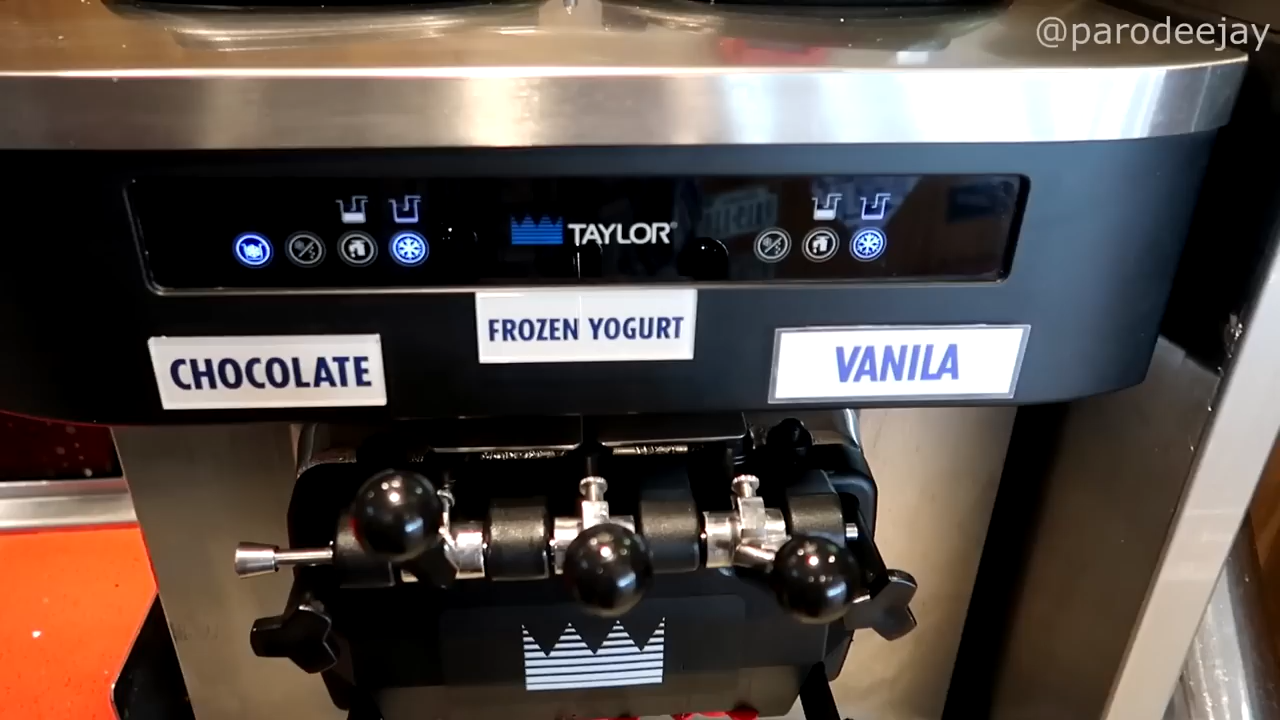 @parodeejay
TAYLOR®
FROZEN YOGURT
CHOCOLATE
VANILA